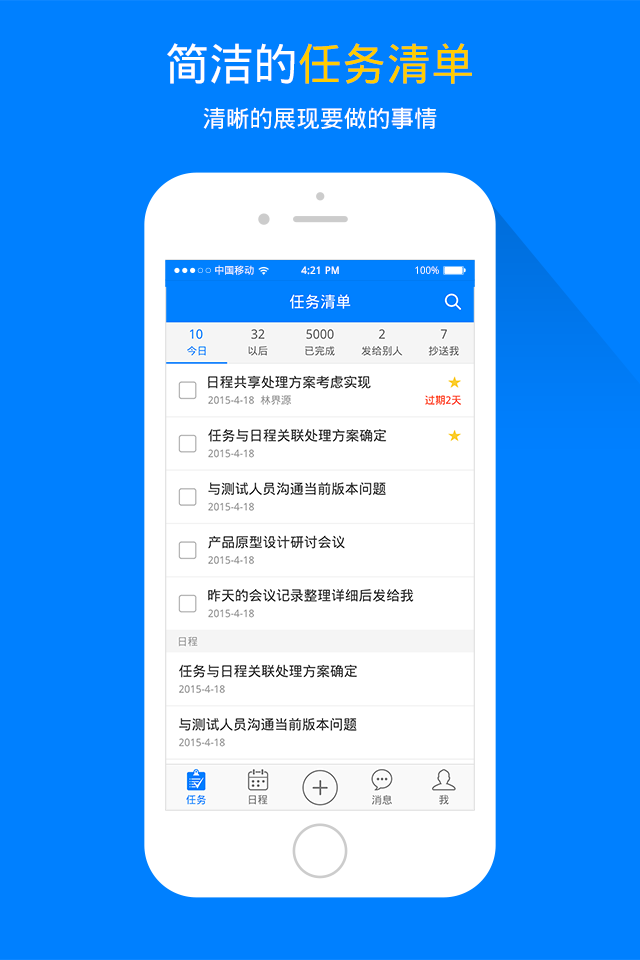 简洁的任务清单
清晰的展现要做的事情
中国移动 4:21 PM 100%
任务清单
10 32 5000 2 7
今日 以后 已完成 发给别人 抄送我
日程共享处理方案考虑实现
2015-4-18 林界源 过期2天
任务与日程关联处理方案确定
2015-4-18
与测试人员沟通当前版本问题
2015-4-18
产品原型设计研讨会议
2015-4-18
昨天的会议记录整理详细后发给我
2015-4-18
日程
任务与日程关联处理方案确定
2015-4-18
与测试人员沟通当前版本问题
2015-4-18
任务 日程 消息 我